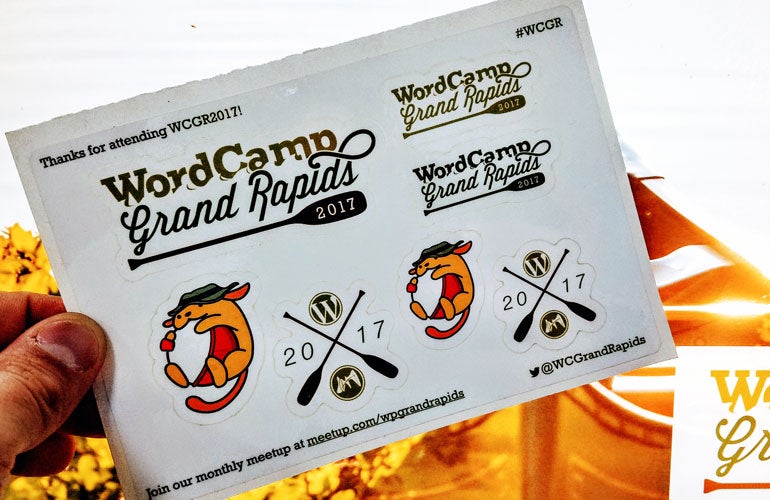 #WCGR
Thanks for attending WCGR2017!
WordCamp
Grand Rapids
2017
WordCamp
Grand Rapids
2017
WordCamp
Grand Rapids
2017
W
20 17
W
20 17
@WCGrandRapids
Join our monthly meetup at meetup.com/wpgrandrapids
W
Gr